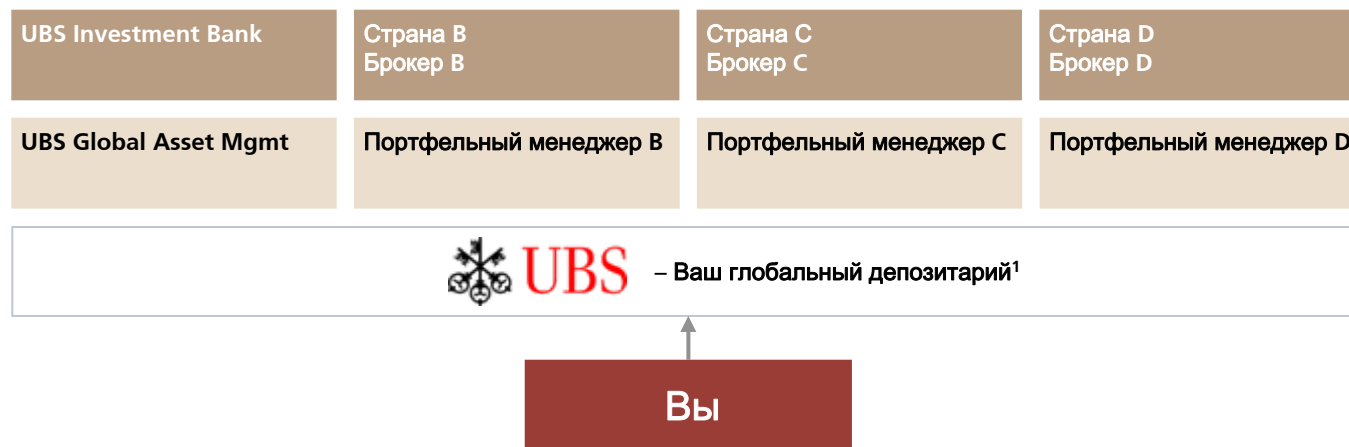 UBS Investment Bank
Страна B
Брокер B
Страна C
Брокер C
Страна D
Брокер D
UBS Global Asset Mgmt
Портфельный менеджер B
Портфельный менеджер C
Портфельный менеджер D
UBS – Ваш глобальный депозитарий¹
Вы